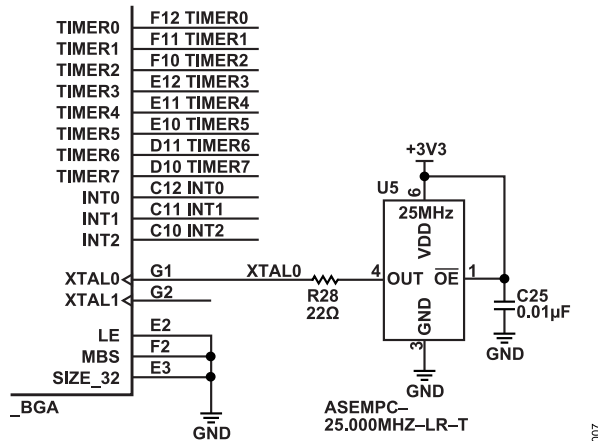 TIMER0 F12 TIMER0
TIMER1 F11 TIMER1
TIMER2 F10 TIMER2
TIMER3 E12 TIMER3
TIMER4 E11 TIMER4
TIMER5 E10 TIMER5
TIMER6 D11 TIMER6
TIMER7 D10 TIMER7
INT0 C12 INT0
INT1 C11 INT1
INT2 C10 INT2
XTAL0 G1 XTAL0
XTAL1 G2
LE E2
MBS F2
SIZE_32 E3
_BGA
GND
R28
22Ω
+3V3
U5
6
25MHz
VDD
4 OUT OE 1
GND
3
GND
C25
0.01µF
GND
ASEMPC–
25.000MHZ–LR–T
007